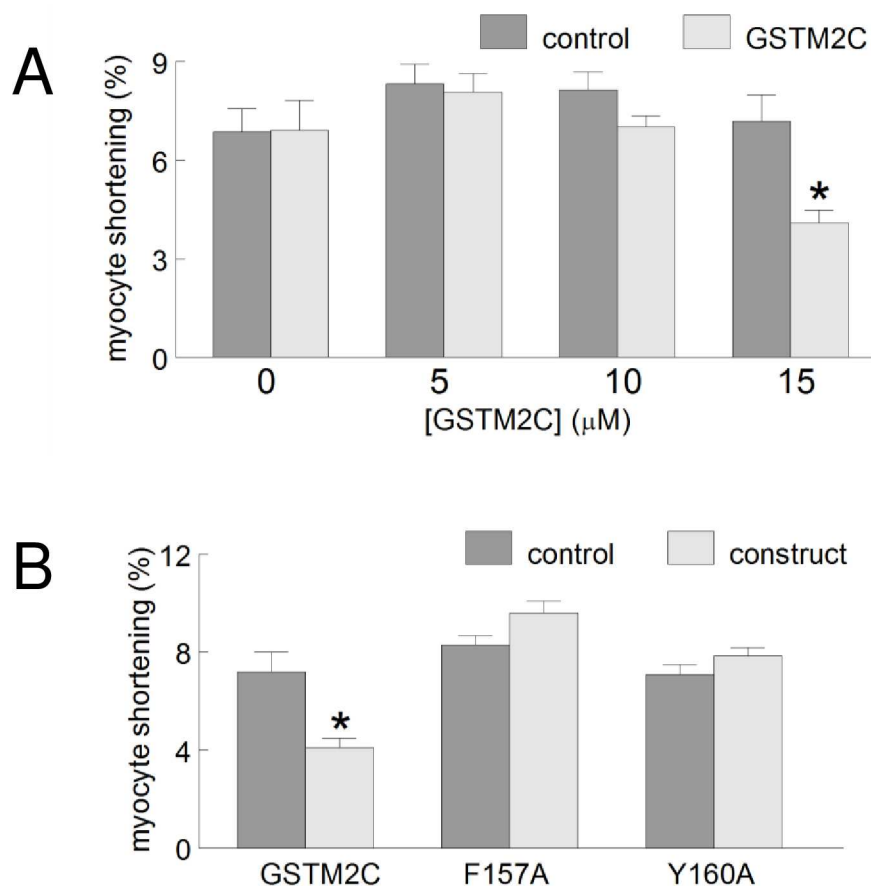 A
control GSTM2C
myocyte shortening (%)
9
6
3
0
*
0 5 10 15
[GSTM2C] (μM)
B
control construct
myocyte shortening (%)
12
8
4
0
*
GSTM2C F157A Y160A